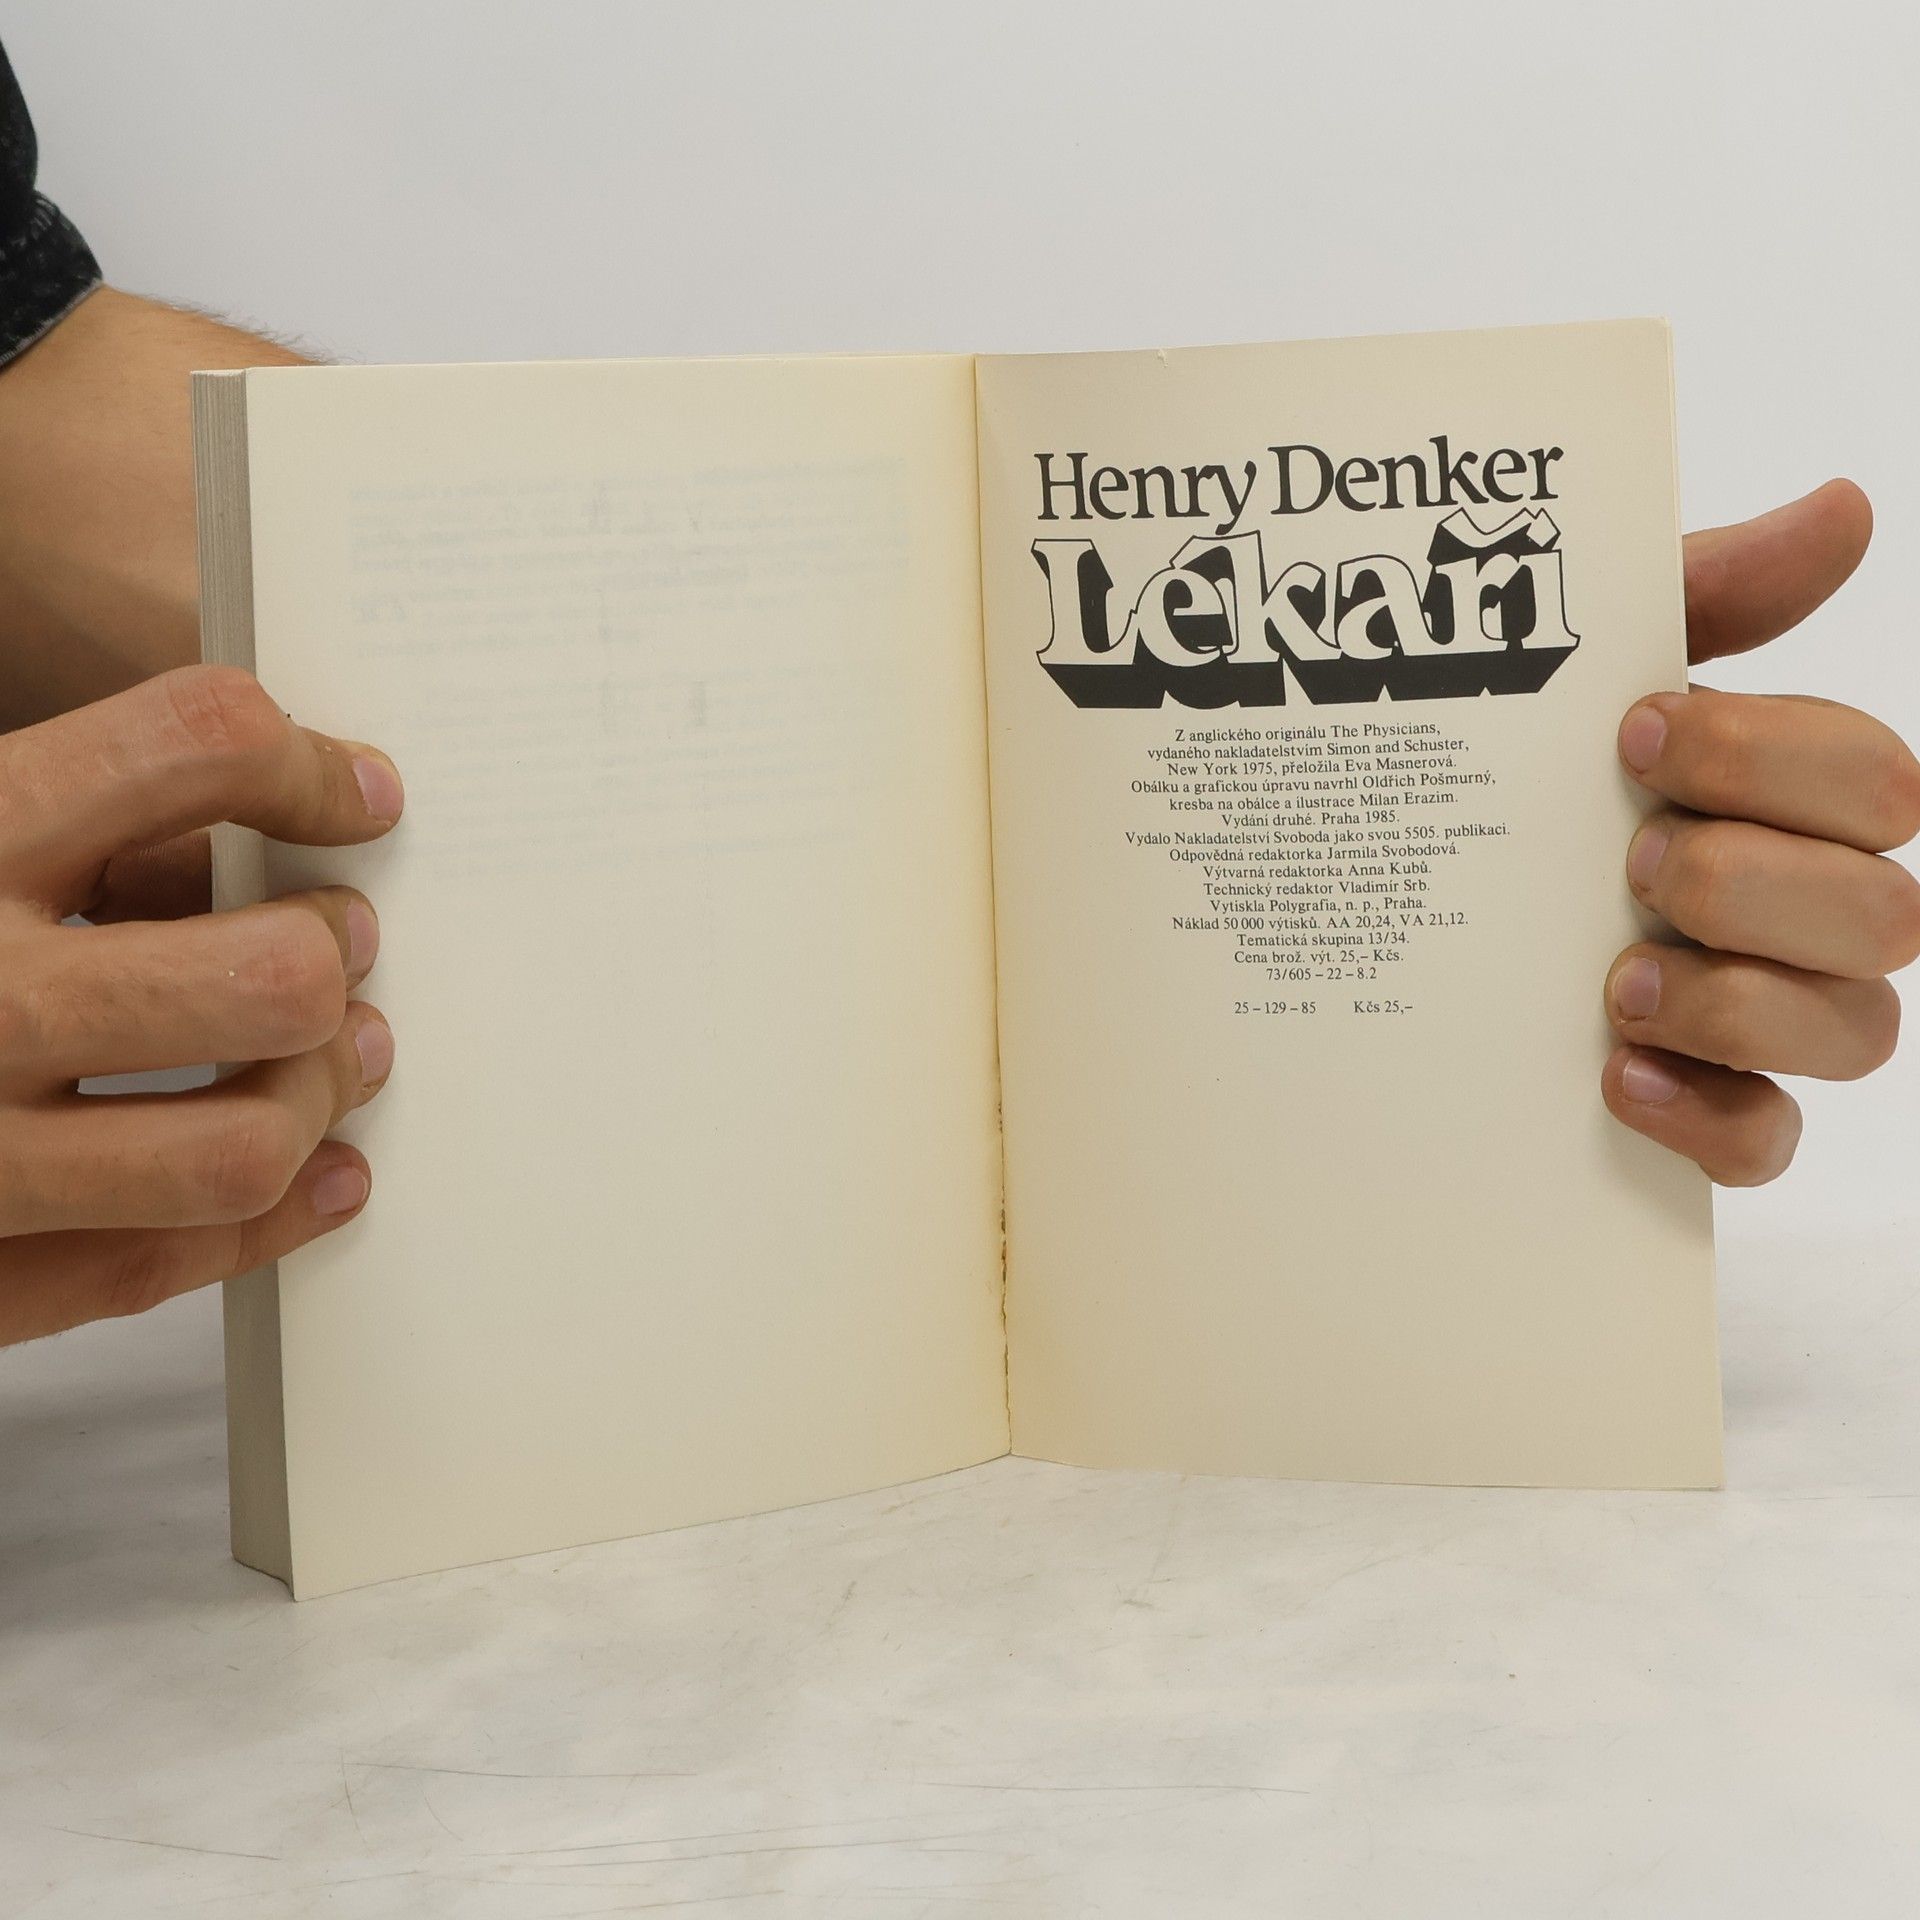 Henry Denker
Lékaři
Z anglického originálu The Physicians,
vydaného nakladatelstvím Simon and Schuster,
New York 1975, přeložila Eva Masnerová.
Obálku a grafickou úpravu navrhl Oldřich Pošmurný,
kresba na obálce a ilustrace Milan Erazim.
Vydání druhé. Praha 1985.
Vydalo Nakladatelství Svoboda jako svou 5505. publikaci.
Odpovědná redaktorka Jarmila Svobodová.
Výtvarná redaktorka Anna Kubů.
Technický redaktor Vladimír Srb.
Vytiskla Polygrafia, n. p., Praha.
Náklad 50 000 výtisků. AA 20,24, VA 21,12.
Tematická skupina 13/34.
Cena brož. výt. 25,– Kčs.
73/605 – 22 – 8.2
25 – 129 – 85 Kčs 25,–